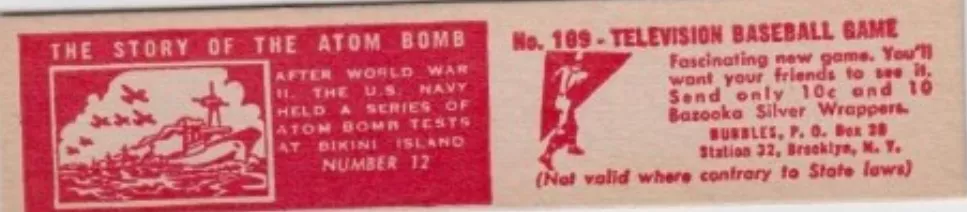 THE STORY OF THE ATOM BOMB
AFTER WORLD WAR
II. THE U.S. NAVY
HELD A SERIES OF
ATOM BOMB TESTS
AT BIKINI ISLAND
NUMBER 12
No. 109 - TELEVISION BASEBALL GAME
Fascinating new game. You'll
want your friends to see it.
Send only 10c and 10
Bazooka Silver Wrappers.
BUBBLES, P. O. Box 20
Station 32, Brooklyn, N. Y.
(Not valid where contrary to State laws)